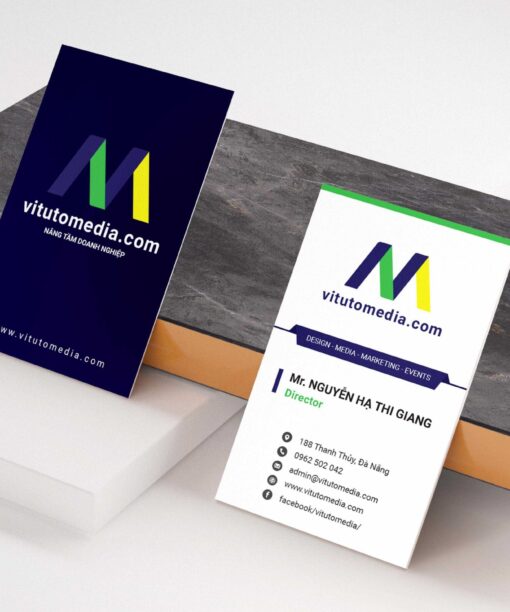 vitutomedia.com
NÂNG TẦM DOANH NGHIỆP
www.vitutomedia.com
vitutomedia.com
DESIGN - MEDIA - MARKETING - EVENTS
Mr. NGUYỄN HẠ THI GIANG
Director
188 Thanh Thủy, Đà Nẵng
0962 502 042
admin@vitutomedia.com
www.vitutomedia.com
facebook/vitutomedia/